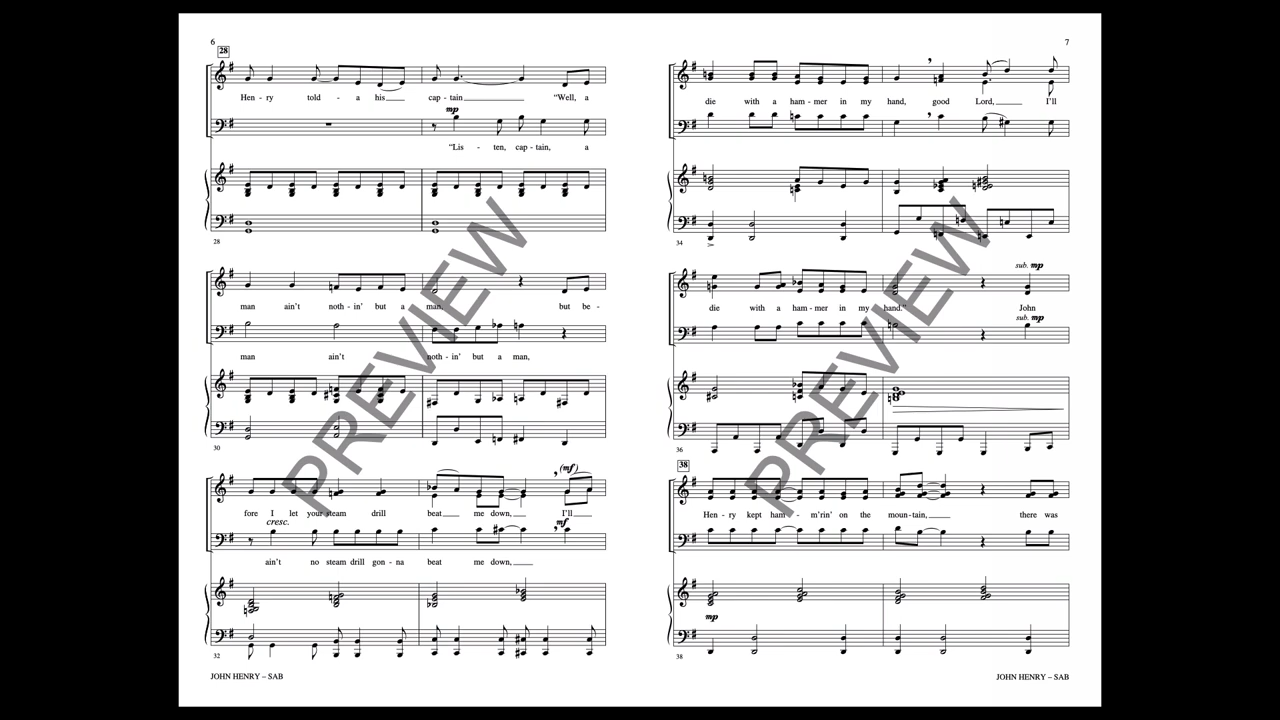 6
28
Hen - ry told - a his cap - tain "Well, a
mp
"Lis - ten, cap - tain, a
28
man ain't noth - in' but a man, but be -
man ain't noth - in' but a man,
30
(mf)
fore I let your steam drill beat me down, I'll
cresc. mf
ain't no steam drill gon - na beat me down,
32
JOHN HENRY – SAB
PREVIEW
7
die with a ham - mer in my hand, good Lord, I'll
34
sub. mp
die with a ham - mer in my hand." John
sub. mp
36
38
Hen - ry kept ham - m'rin' on the moun - tain, there was
mp
38
JOHN HENRY – SAB
PREVIEW